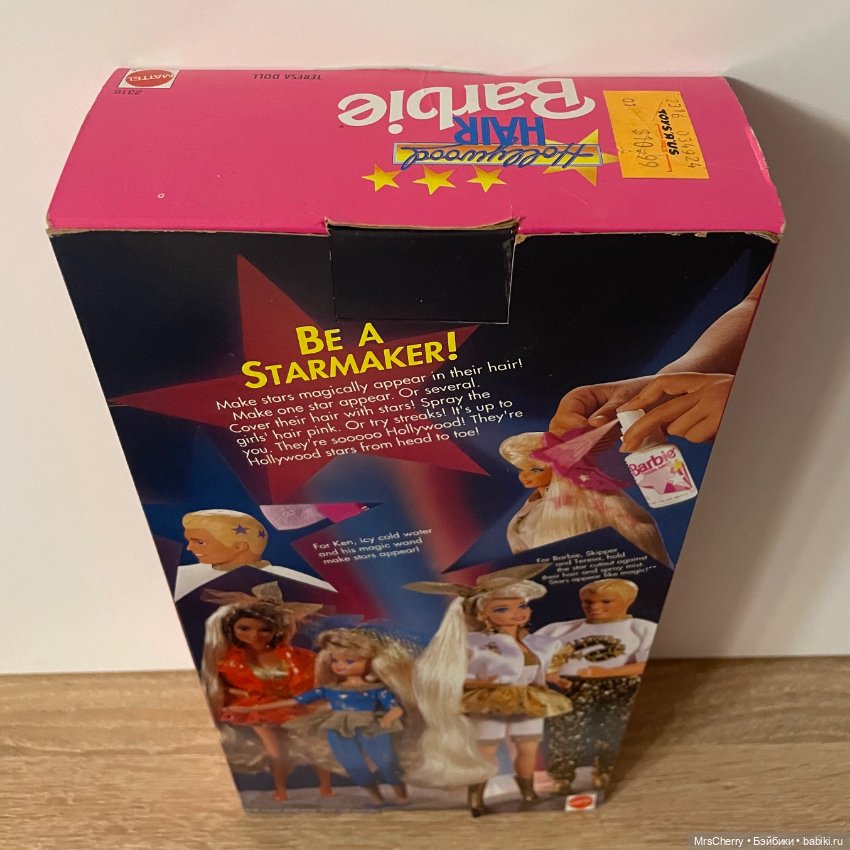 MATTEL
TERESA DOLL
2316
Barbie
HAIR
Hollywood
2316 034924
TOYS R US
$10.99
03
BE A
STARMAKER!
Make stars magically appear in their hair!
Make one star appear. Or several.
Cover their hair with stars! Spray the
girls' hair pink. Or try streaks! It's up to
you. They're sooooo Hollywood! They're
Hollywood stars from head to toe!
Barbie
For Ken, icy cold water
and his magic wand
make stars appear!
For Barbie, Skipper
and Teresa, hold
the star cutout against
their hair and spray mist.
Stars appear like magic!**
MATTEL
MrsCherry • Бэйбики • babiki.ru